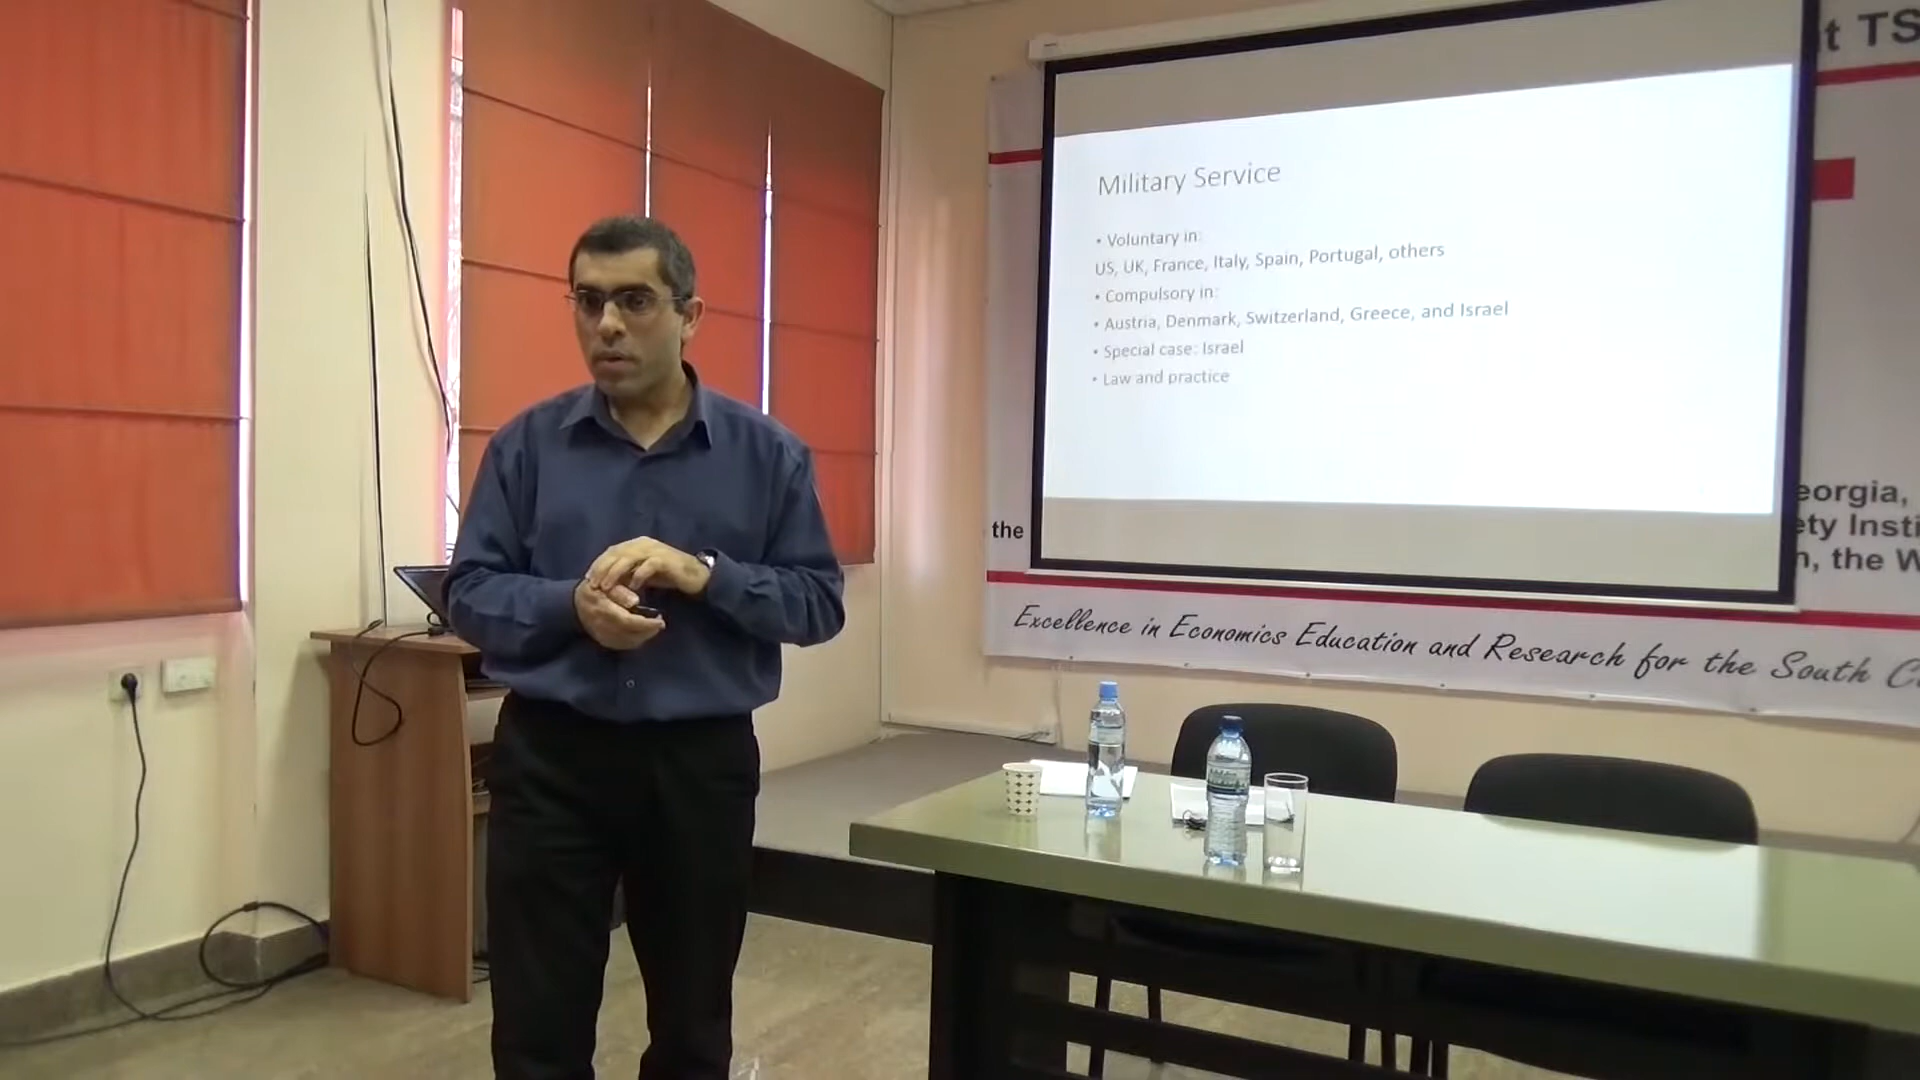 t TS
Military Service
• Voluntary in:
US, UK, France, Italy, Spain, Portugal, others
• Compulsory in:
• Austria, Denmark, Switzerland, Greece, and Israel
• Special case: Israel
• Law and practice
eorgia,
the
ety Insti
n, the W
Excellence in Economics Education and Research for the South C